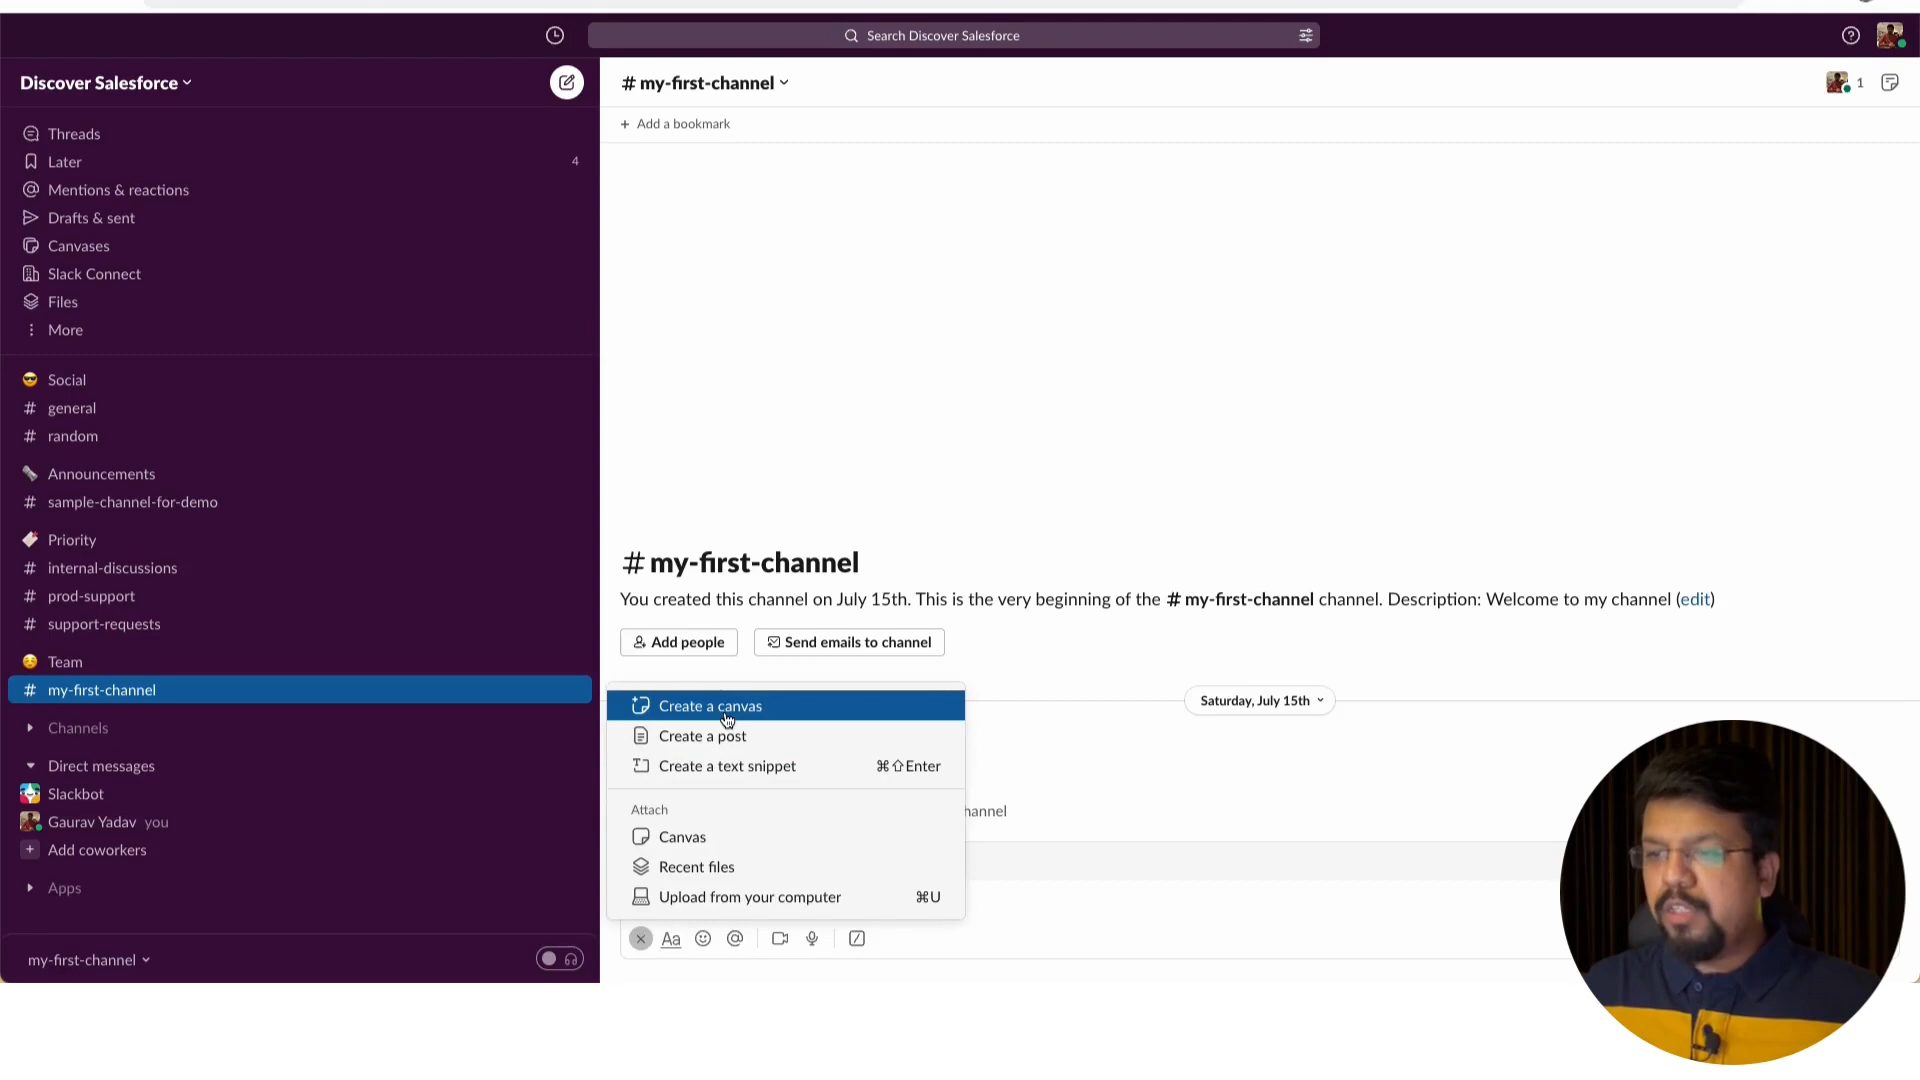 Search Discover Salesforce
Discover Salesforce
Threads
Later 4
Mentions & reactions
Drafts & sent
Canvases
Slack Connect
Files
More
Social
# general
# random
Announcements
# sample-channel-for-demo
Priority
# internal-discussions
# prod-support
# support-requests
Team
# my-first-channel
Channels
Direct messages
Slackbot
Gaurav Yadav you
+ Add coworkers
Apps
my-first-channel
# my-first-channel
1
+ Add a bookmark
# my-first-channel
You created this channel on July 15th. This is the very beginning of the # my-first-channel channel. Description: Welcome to my channel (edit)
Add people
Send emails to channel
Saturday, July 15th
Create a canvas
Create a post
Create a text snippet ⌘⇧Enter
Attach
Canvas
Recent files
Upload from your computer ⌘U
hannel
Aa